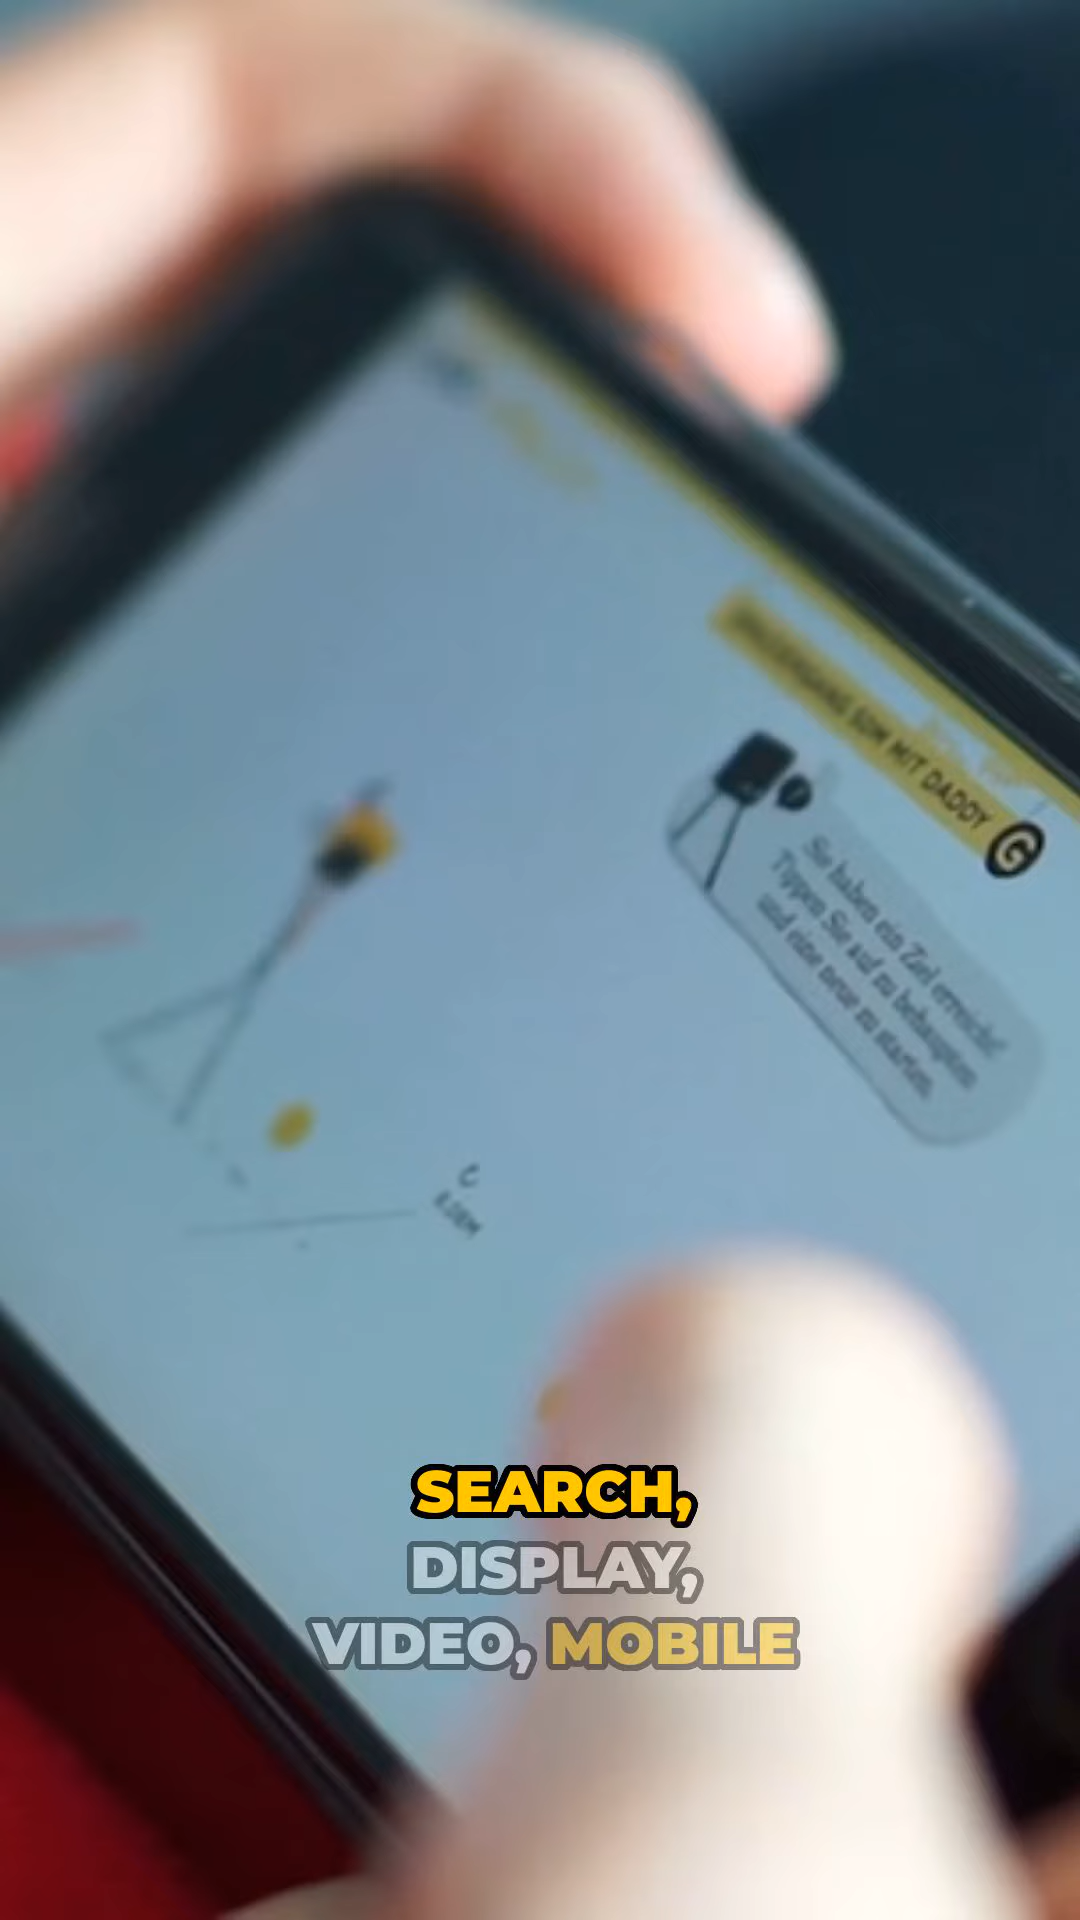 MIT DADDY
G
Sie haben ein Ziel erreicht!
Tippen Sie auf zu behaupten
und eine neue zu starten.
SEARCH,
DISPLAY,
VIDEO, MOBILE